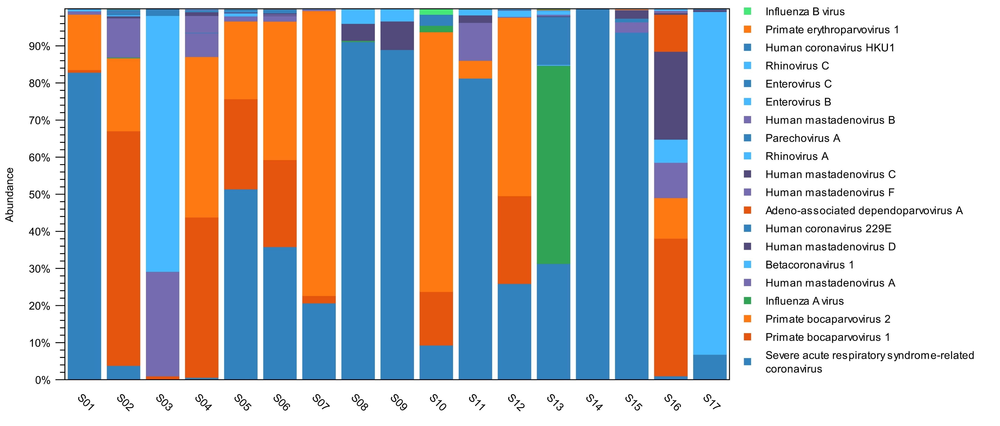 Abundance
90%
80%
70%
60%
50%
40%
30%
20%
10%
0%
S01
S02
S03
S04
S05
S06
S07
S08
S09
S10
S11
S12
S13
S14
S15
S16
S17
Influenza B virus
Primate erythroparvovirus 1
Human coronavirus HKU1
Rhinovirus C
Enterovirus C
Enterovirus B
Human mastadenovirus B
Parechovirus A
Rhinovirus A
Human mastadenovirus C
Human mastadenovirus F
Adeno-associated dependoparvovirus A
Human coronavirus 229E
Human mastadenovirus D
Betacoronavirus 1
Human mastadenovirus A
Influenza A virus
Primate bocaparvovirus 2
Primate bocaparvovirus 1
Severe acute respiratory syndrome-related
coronavirus